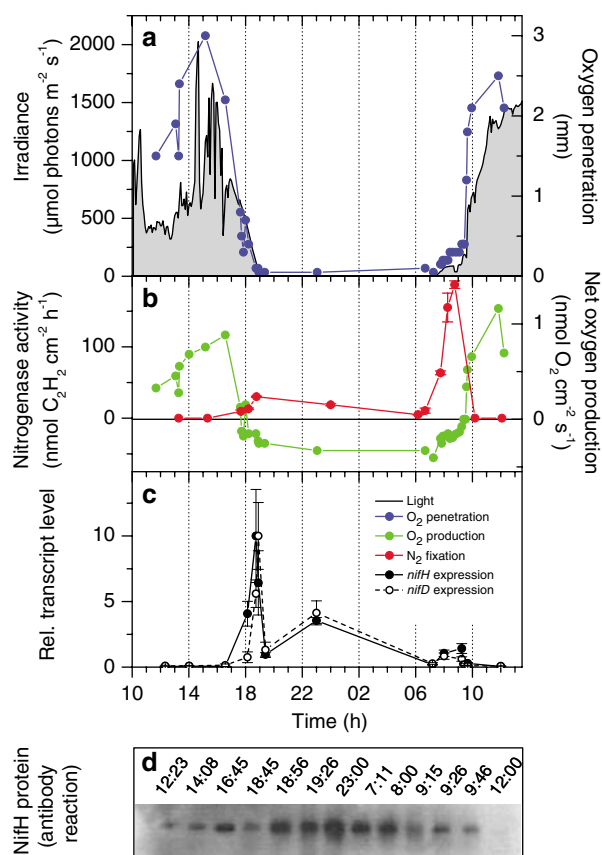 a
2000
1500
1000
500
0
Irradiance
(µmol photons m⁻² s⁻¹)
3
2
1
0
Oxygen penetration
(mm)
b
100
50
0
Nitrogenase activity
(nmol C₂H₂ cm⁻² h⁻¹)
1
0
Net oxygen production
(nmol O₂ cm⁻² s⁻¹)
c
10
5
0
Rel. transcript level
Light
O₂ penetration
O₂ production
N₂ fixation
nifH expression
nifD expression
10 14 18 22 02 06 10
Time (h)
d
12:23 14:08 16:45 18:45 18:56 19:26 23:00 7:11 8:00 9:15 9:26 9:46 12:00
NifH protein
(antibody
reaction)